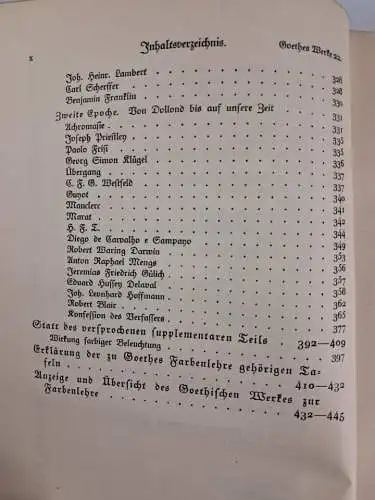 x Inhaltsverzeichnis. Goethes Werke 22.
Joh. Heinr. Lambert . . . 328
Carl Scherffer . . . 328
Benjamin Franklin . . . 330
Zweite Epoche. Von Dollond bis auf unsere Zeit . . . 331
Achromasie . . . 331
Joseph Priestley . . . 335
Paolo Frisi . . . 335
Georg Simon Klügel . . . 336
Übergang . . . 337
C. F. G. Westfeld . . . 337
Guyot . . . 340
Mauclerc . . . 341
Marat . . . 342
H. F. T. . . . 344
Diego de Carvalho e Sampayo . . . 349
Robert Waring Darwin . . . 353
Anton Raphael Mengs . . . 356
Jeremias Friedrich Gülich . . . 357
Eduard Hussey Delaval . . . 358
Joh. Leonhard Hoffmann . . . 362
Robert Blair . . . 365
Konfession des Verfassers . . . 377
Statt des versprochenen supplementaren Teils . . . 392—409
Wirkung farbiger Beleuchtung . . . 397
Erklärung der zu Goethes Farbenlehre gehörigen Ta-
feln . . . 410—432
Anzeige und Übersicht des Goethischen Werkes zur
Farbenlehre . . . 432—445